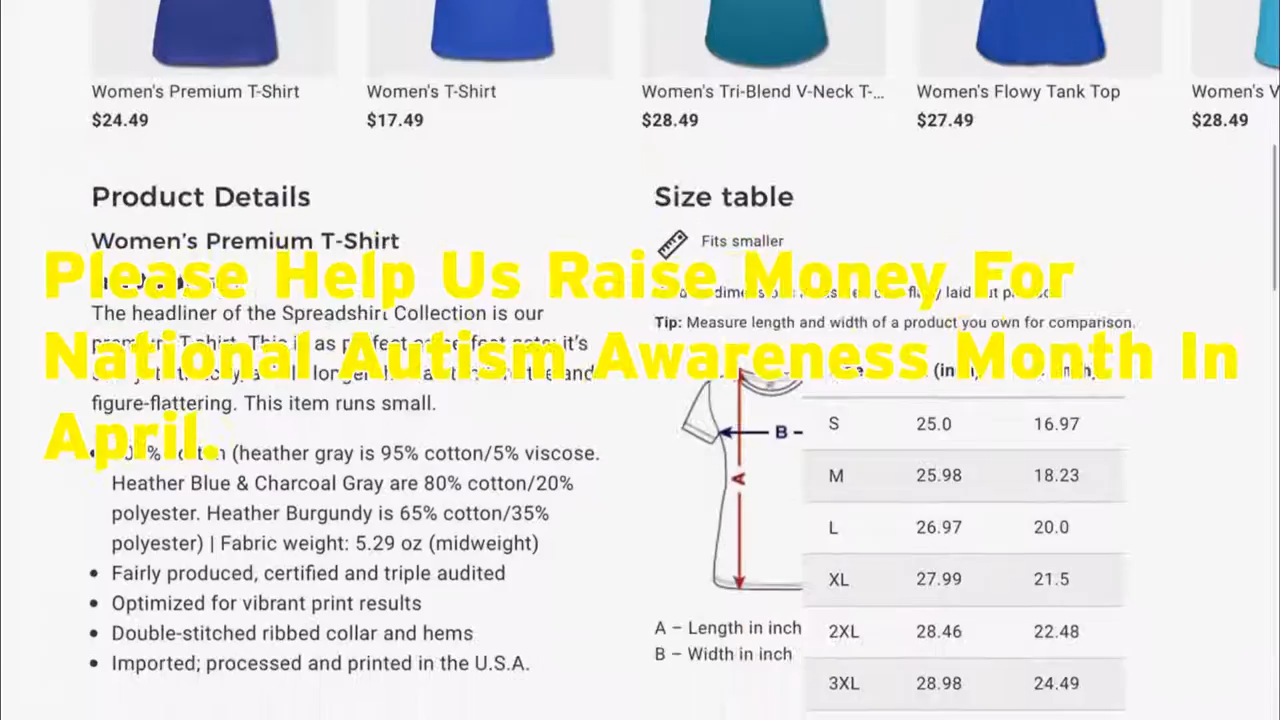 Women's Premium T-Shirt
$24.49
Women's T-Shirt
$17.49
Women's Tri-Blend V-Neck T-...
$28.49
Women's Flowy Tank Top
$27.49
Women's V
$28.49
Product Details
Women's Premium T-Shirt
The headliner of the Spreadshirt Collection is our
figure-flattering. This item runs small.
(heather gray is 95% cotton/5% viscose.
Heather Blue & Charcoal Gray are 80% cotton/20%
polyester. Heather Burgundy is 65% cotton/35%
polyester) | Fabric weight: 5.29 oz (midweight)
• Fairly produced, certified and triple audited
• Optimized for vibrant print results
• Double-stitched ribbed collar and hems
• Imported; processed and printed in the U.S.A.
Size table
Fits smaller
Tip: Measure length and width of a product you own for comparison.
A
B
S 25.0 16.97
M 25.98 18.23
L 26.97 20.0
XL 27.99 21.5
2XL 28.46 22.48
3XL 28.98 24.49
A – Length in inch
B – Width in inch
Please Help Us Raise Money For
National Autism Awareness Month In
April.